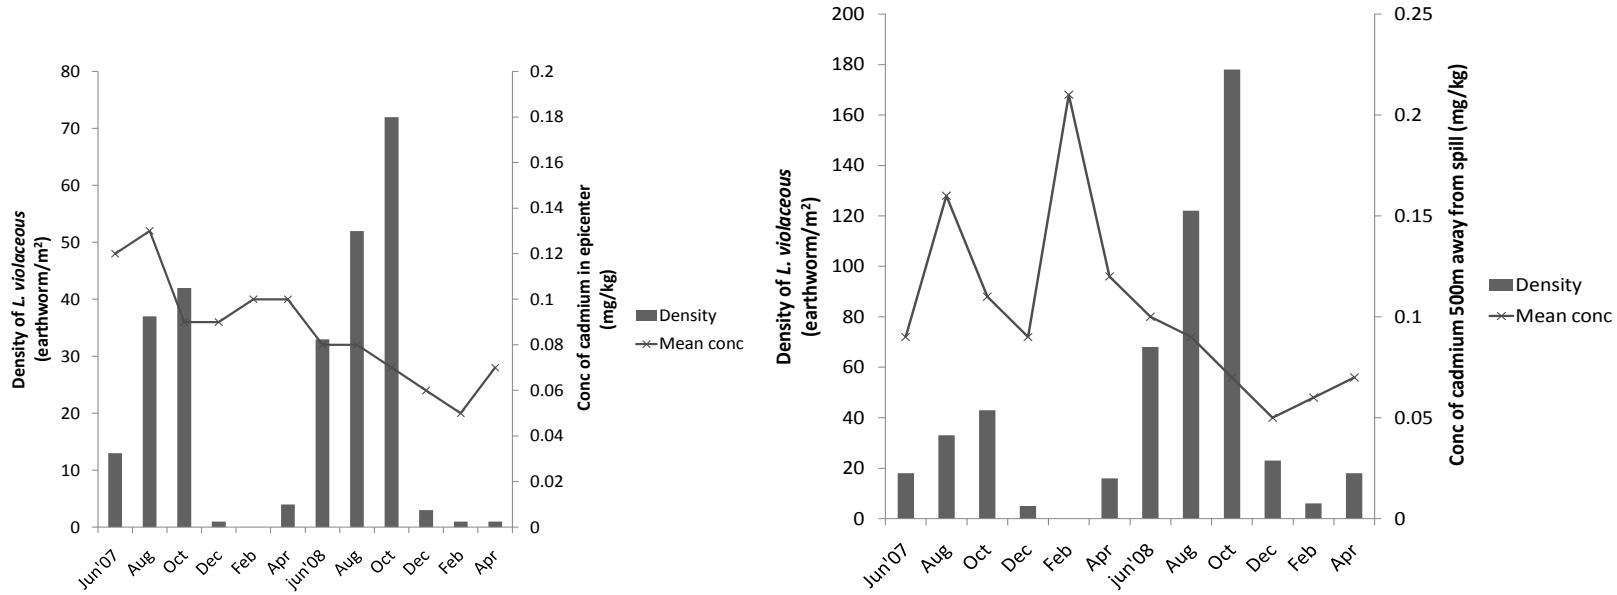 80
70
60
50
40
30
20
10
0
Density of L. violaceous
(earthworm/m²)
0.2
0.18
0.16
0.14
0.12
0.1
0.08
0.06
0.04
0.02
0
Conc of cadmium in epicenter
(mg/kg)
Jun'07
Aug
Oct
Dec
Feb
Apr
jun'08
Aug
Oct
Dec
Feb
Apr
Density
Mean conc
200
180
160
140
120
100
80
60
40
20
0
Density of L. violaceous
(earthworm/m²)
0.25
0.2
0.15
0.1
0.05
0
Conc of cadmium 500m away from spill (mg/kg)
Jun'07
Aug
Oct
Dec
Feb
Apr
jun'08
Aug
Oct
Dec
Feb
Apr
Density
Mean conc